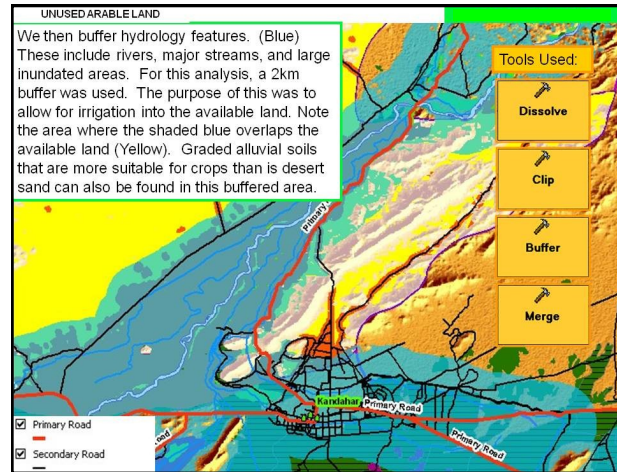 UNUSED ARABLE LAND
We then buffer hydrology features. (Blue)
These include rivers, major streams, and large
inundated areas. For this analysis, a 2km
buffer was used. The purpose of this was to
allow for irrigation into the available land. Note
the area where the shaded blue overlaps the
available land (Yellow). Graded alluvial soils
that are more suitable for crops than is desert
sand can also be found in this buffered area.
Tools Used:
Dissolve
Clip
Buffer
Merge
Primary
Kandahar
Primary Road
Primary Road
Primary Road
Secondary Road